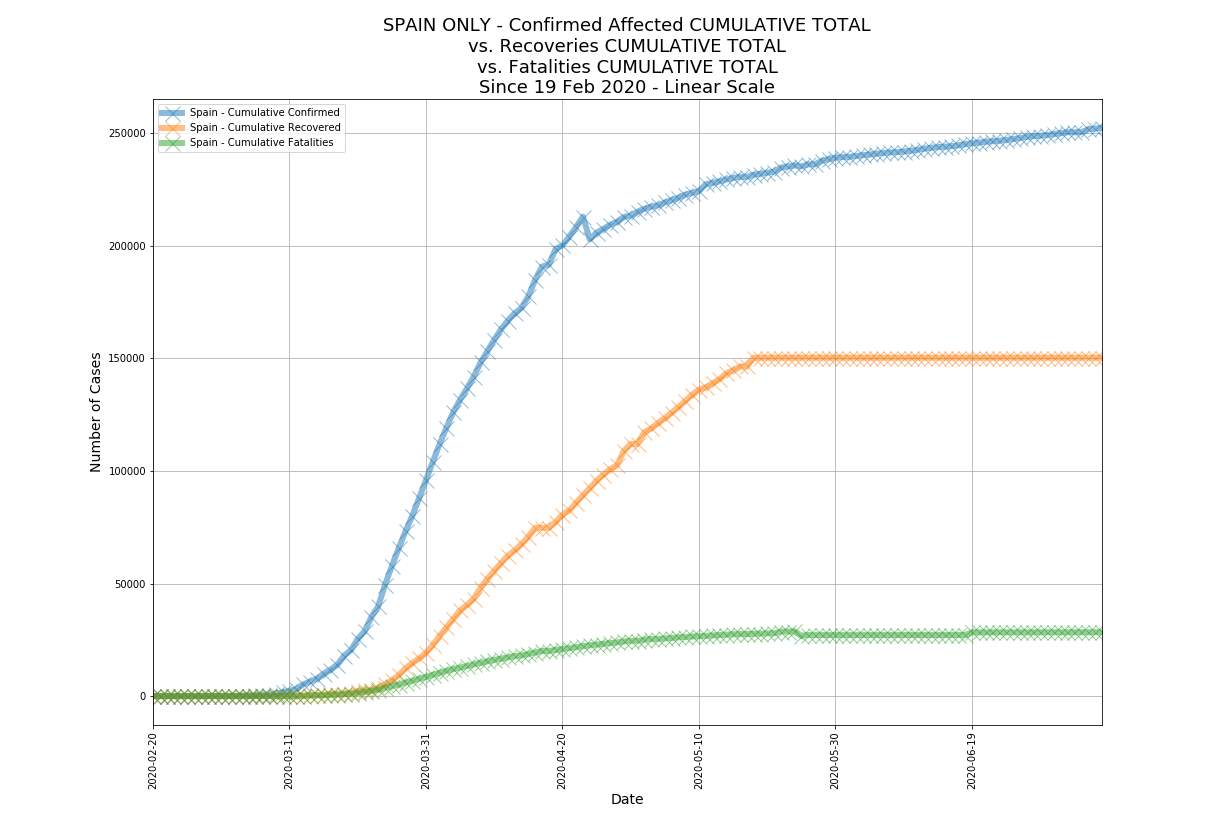 SPAIN ONLY - Confirmed Affected CUMULATIVE TOTAL
vs. Recoveries CUMULATIVE TOTAL
vs. Fatalities CUMULATIVE TOTAL
Since 19 Feb 2020 - Linear Scale
Spain - Cumulative Confirmed
Spain - Cumulative Recovered
Spain - Cumulative Fatalities
Number of Cases
250000
200000
150000
100000
50000
0
2020-02-20
2020-03-11
2020-03-31
2020-04-20
2020-05-10
2020-05-30
2020-06-19
Date